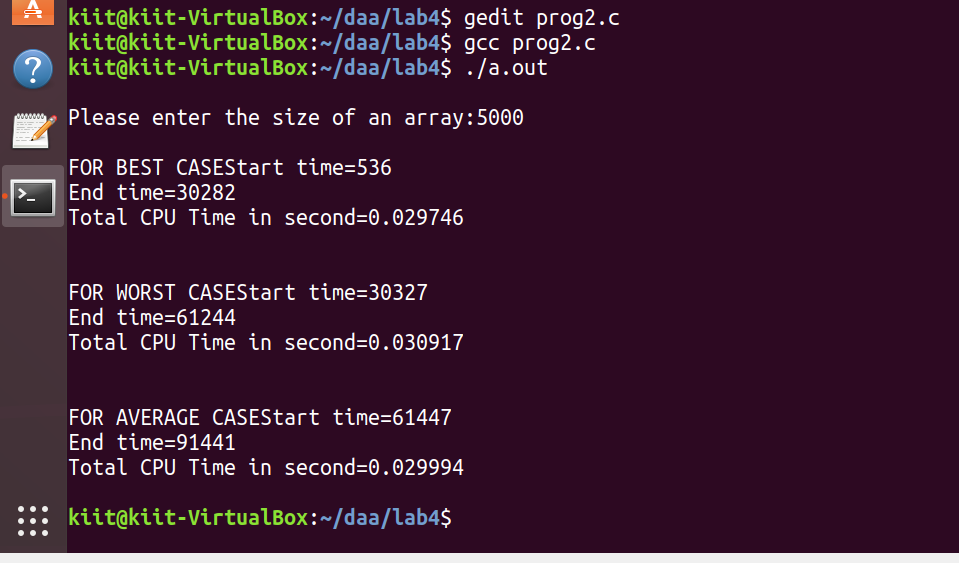 kiit@kiit-VirtualBox:~/daa/lab4$ gedit prog2.c
kiit@kiit-VirtualBox:~/daa/lab4$ gcc prog2.c
kiit@kiit-VirtualBox:~/daa/lab4$ ./a.out
Please enter the size of an array:5000
FOR BEST CASEStart time=536
End time=30282
Total CPU Time in second=0.029746
FOR WORST CASEStart time=30327
End time=61244
Total CPU Time in second=0.030917
FOR AVERAGE CASEStart time=61447
End time=91441
Total CPU Time in second=0.029994
kiit@kiit-VirtualBox:~/daa/lab4$